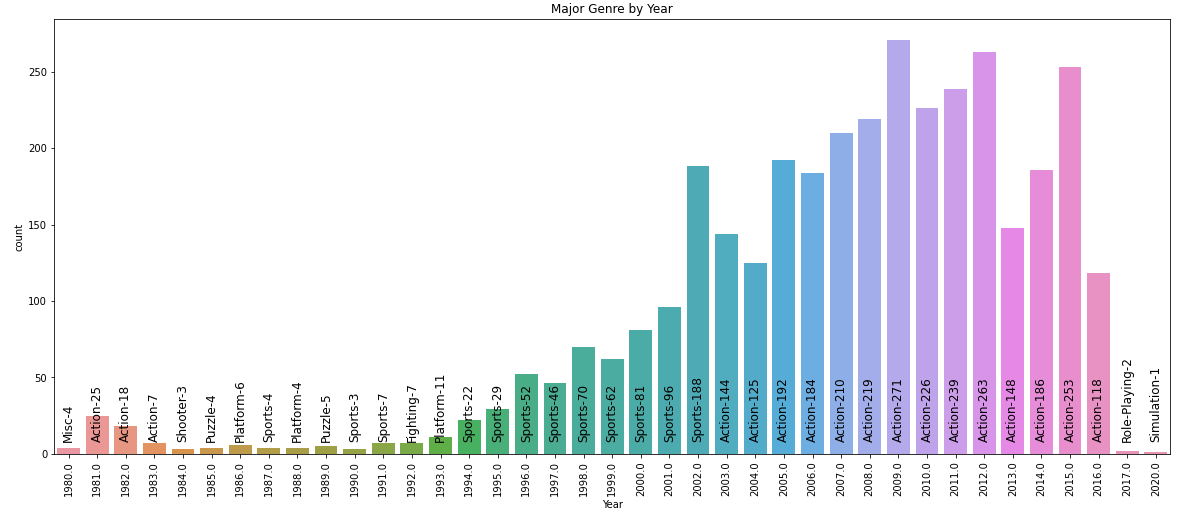 Major Genre by Year
250
200
150
100
50
0
count
Misc-4
Action-25
Action-18
Action-7
Shooter-3
Puzzle-4
Platform-6
Sports-4
Platform-4
Puzzle-5
Sports-3
Sports-7
Fighting-7
Platform-11
Sports-22
Sports-29
Sports-52
Sports-46
Sports-70
Sports-62
Sports-81
Sports-96
Sports-188
Action-144
Action-125
Action-192
Action-184
Action-210
Action-219
Action-271
Action-226
Action-239
Action-263
Action-148
Action-186
Action-253
Action-118
Role-Playing-2
Simulation-1
1980.0
1981.0
1982.0
1983.0
1984.0
1985.0
1986.0
1987.0
1988.0
1989.0
1990.0
1991.0
1992.0
1993.0
1994.0
1995.0
1996.0
1997.0
1998.0
1999.0
2000.0
2001.0
2002.0
2003.0
2004.0
2005.0
2006.0
2007.0
2008.0
2009.0
2010.0
2011.0
2012.0
2013.0
2014.0
2015.0
2016.0
2017.0
2020.0
Year